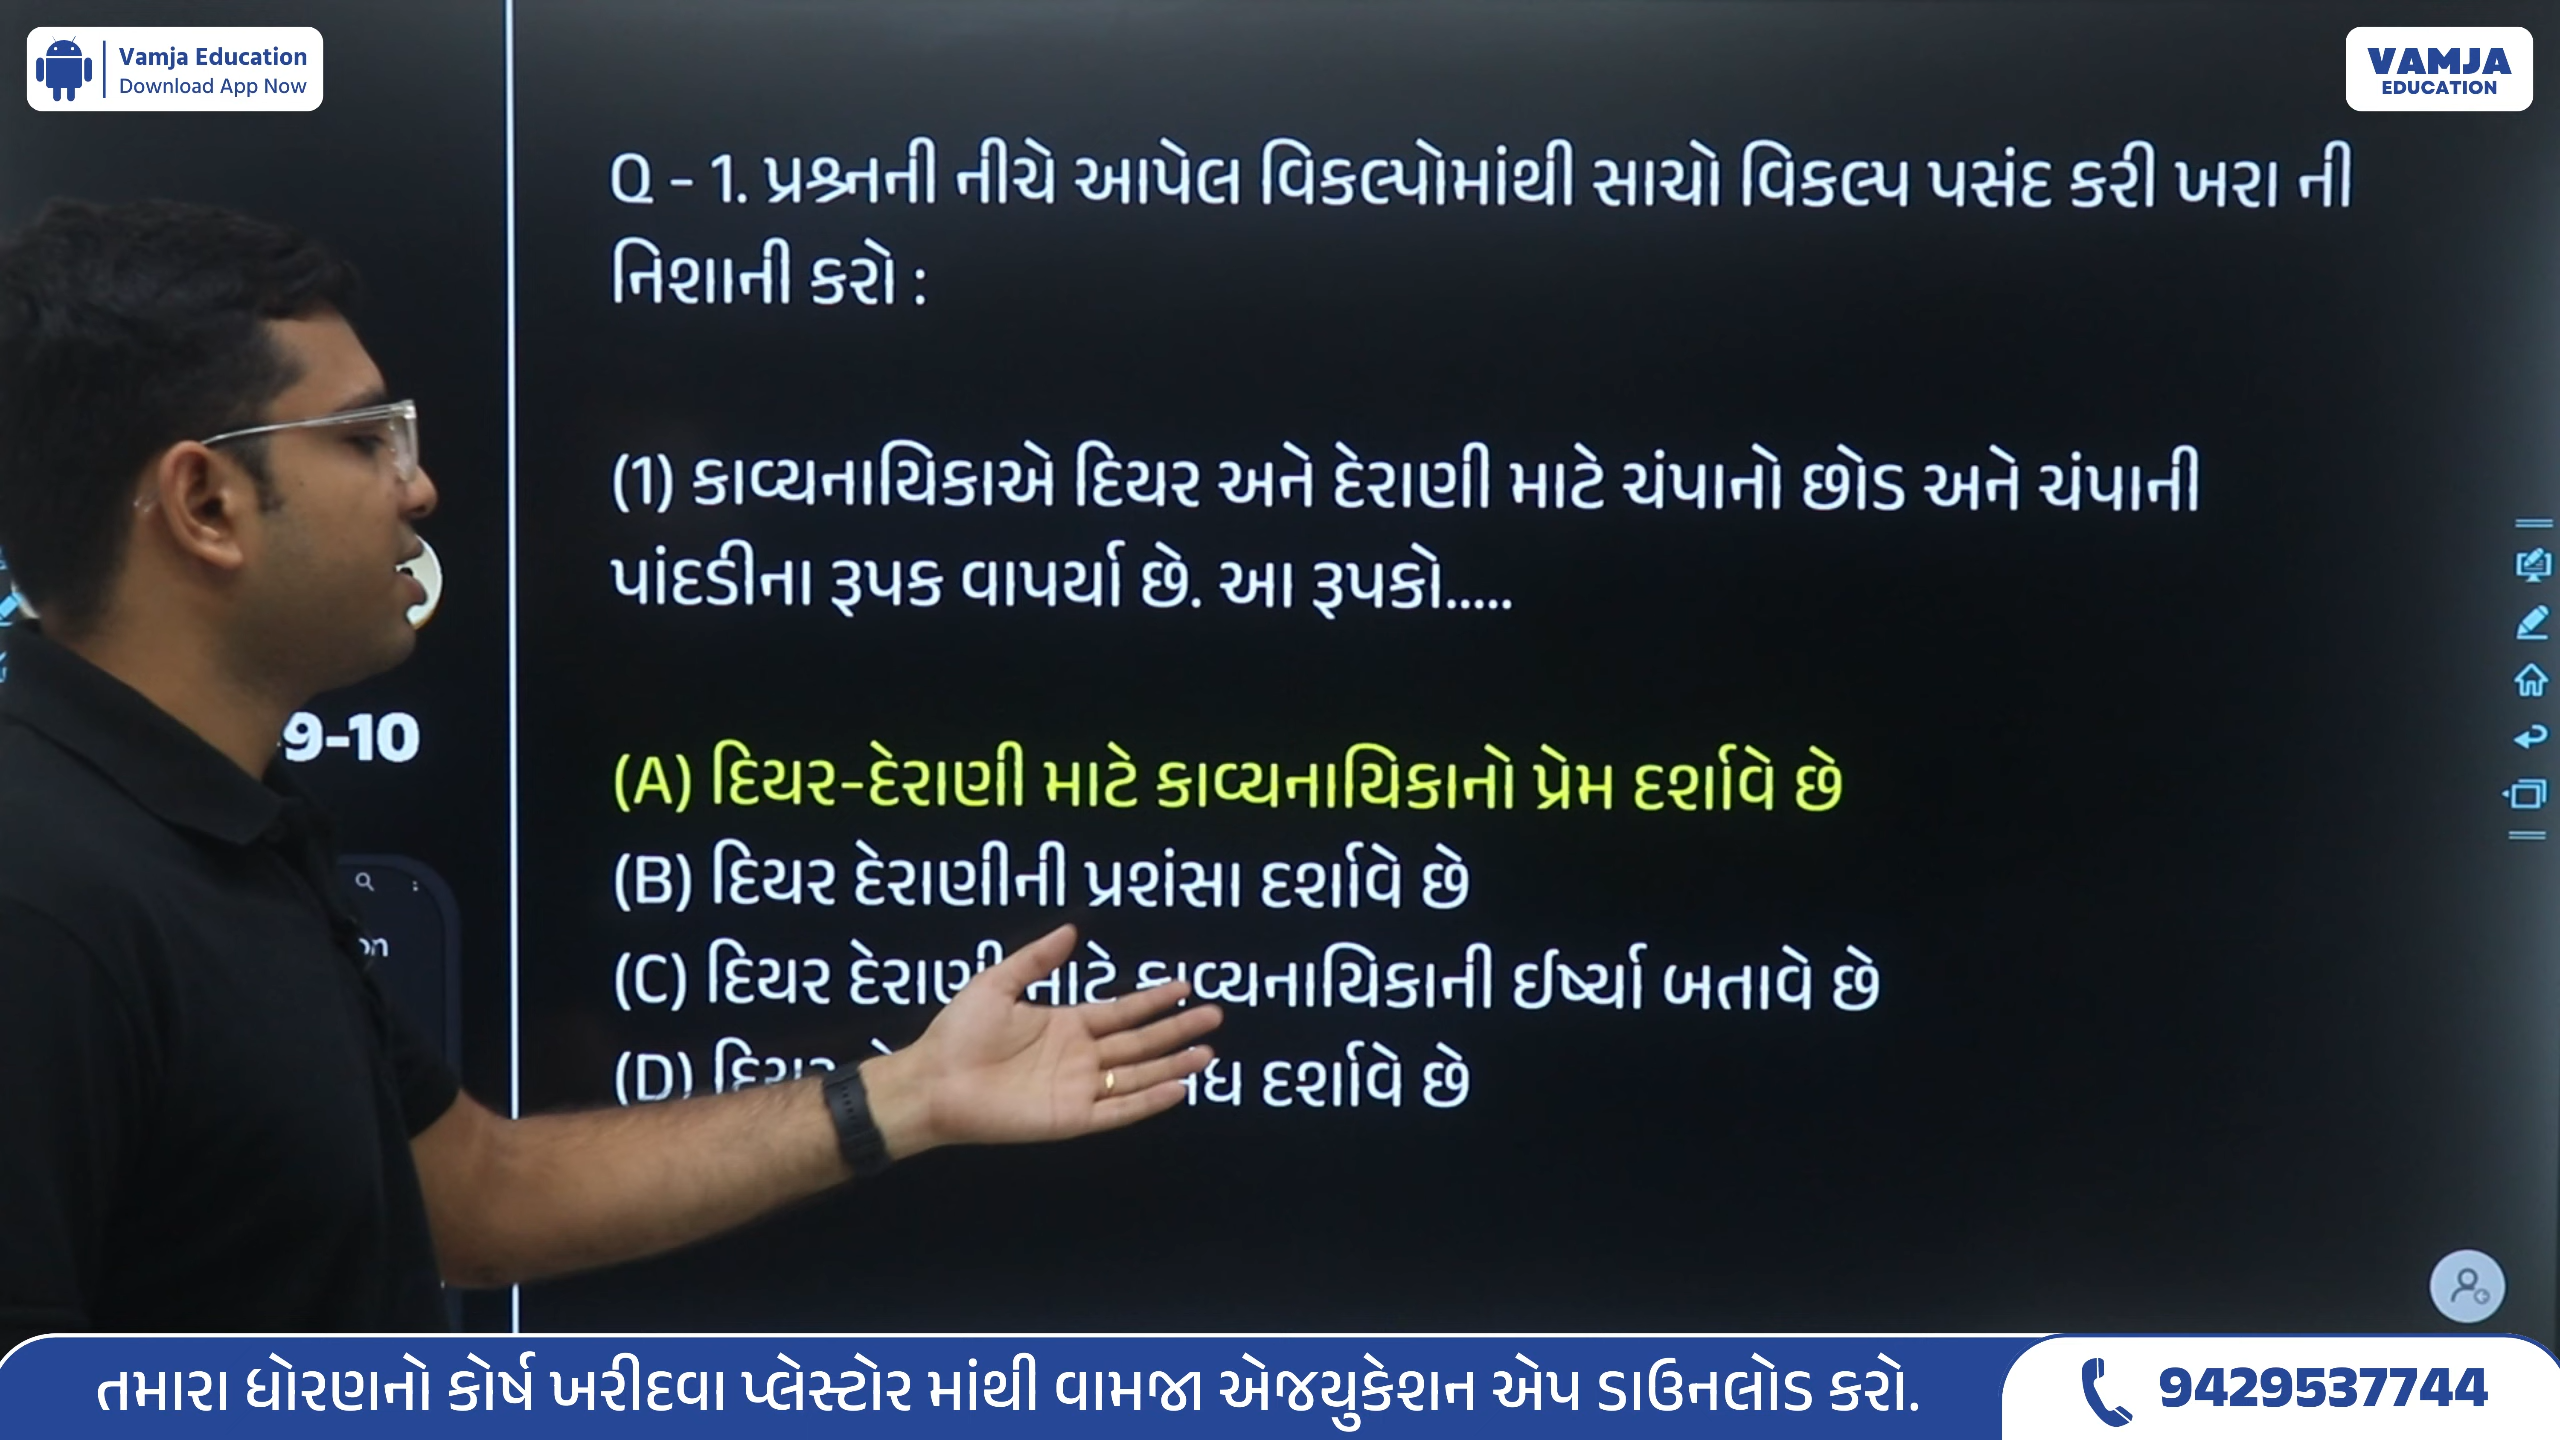 Vamja Education
Download App Now
VAMJA
EDUCATION
Q - 1. પ્રશ્નની નીચે આપેલ વિકલ્પોમાંથી સાચો વિકલ્પ પસંદ કરી ખરા ની
નિશાની કરો :
(1) કાવ્યનાયિકાએ દિયર અને દેરાણી માટે ચંપાનો છોડ અને ચંપાની
પાંદડીના રૂપક વાપર્યા છે. આ રૂપકો.....
(A) દિયર-દેરાણી માટે કાવ્યનાયિકાનો પ્રેમ દર્શાવે છે
(B) દિયર દેરાણીની પ્રશંસા દર્શાવે છે
(C) દિયર દેરાણી માટે કાવ્યનાયિકાની ઈર્ષ્યા બતાવે છે
(D) દિયર દર્શાવે છે
9-10
તમારા ધોરણનો કોર્ષ ખરીદવા પ્લેસ્ટોર માંથી વામજા એજયુકેશન એપ ડાઉનલોડ કરો.
9429537744